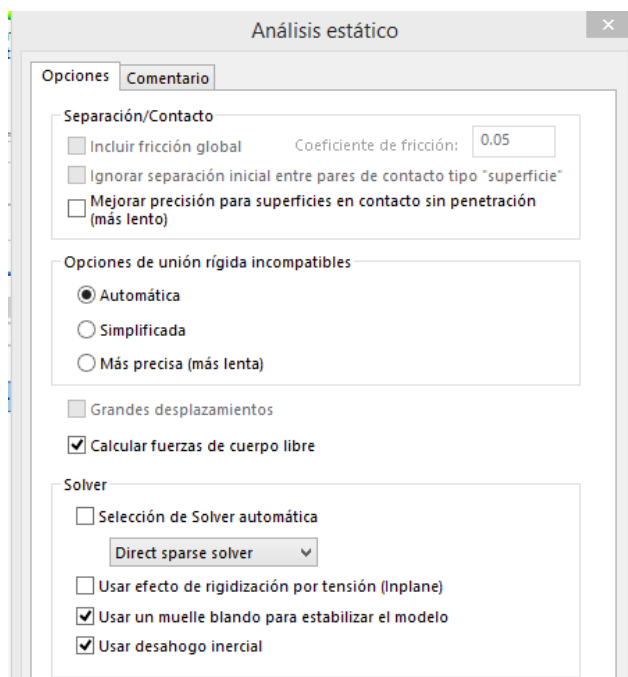 Análisis estático
Opciones
Comentario
Separación/Contacto
Incluir fricción global
Coeficiente de fricción:
0.05
Ignorar separación inicial entre pares de contacto tipo "superficie"
Mejorar precisión para superficies en contacto sin penetración
(más lento)
Opciones de unión rígida incompatibles
Automática
Simplificada
Más precisa (más lenta)
Grandes desplazamientos
Calcular fuerzas de cuerpo libre
Solver
Selección de Solver automática
Direct sparse solver
Usar efecto de rigidización por tensión (Inplane)
Usar un muelle blando para estabilizar el modelo
Usar desahogo inercial